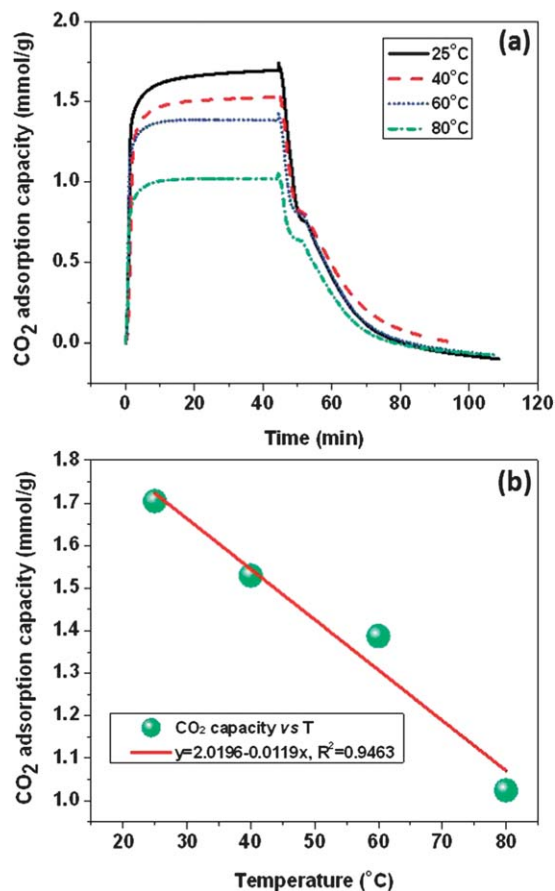 (a)
25°C
40°C
60°C
80°C
CO₂ adsorption capacity (mmol/g)
2.0
1.5
1.0
0.5
0.0
0 20 40 60 80 100 120
Time (min)
(b)
CO₂ adsorption capacity (mmol/g)
1.8
1.7
1.6
1.5
1.4
1.3
1.2
1.1
1.0
CO₂ capacity vs T
y=2.0196-0.0119x, R²=0.9463
20 30 40 50 60 70 80
Temperature (°C)